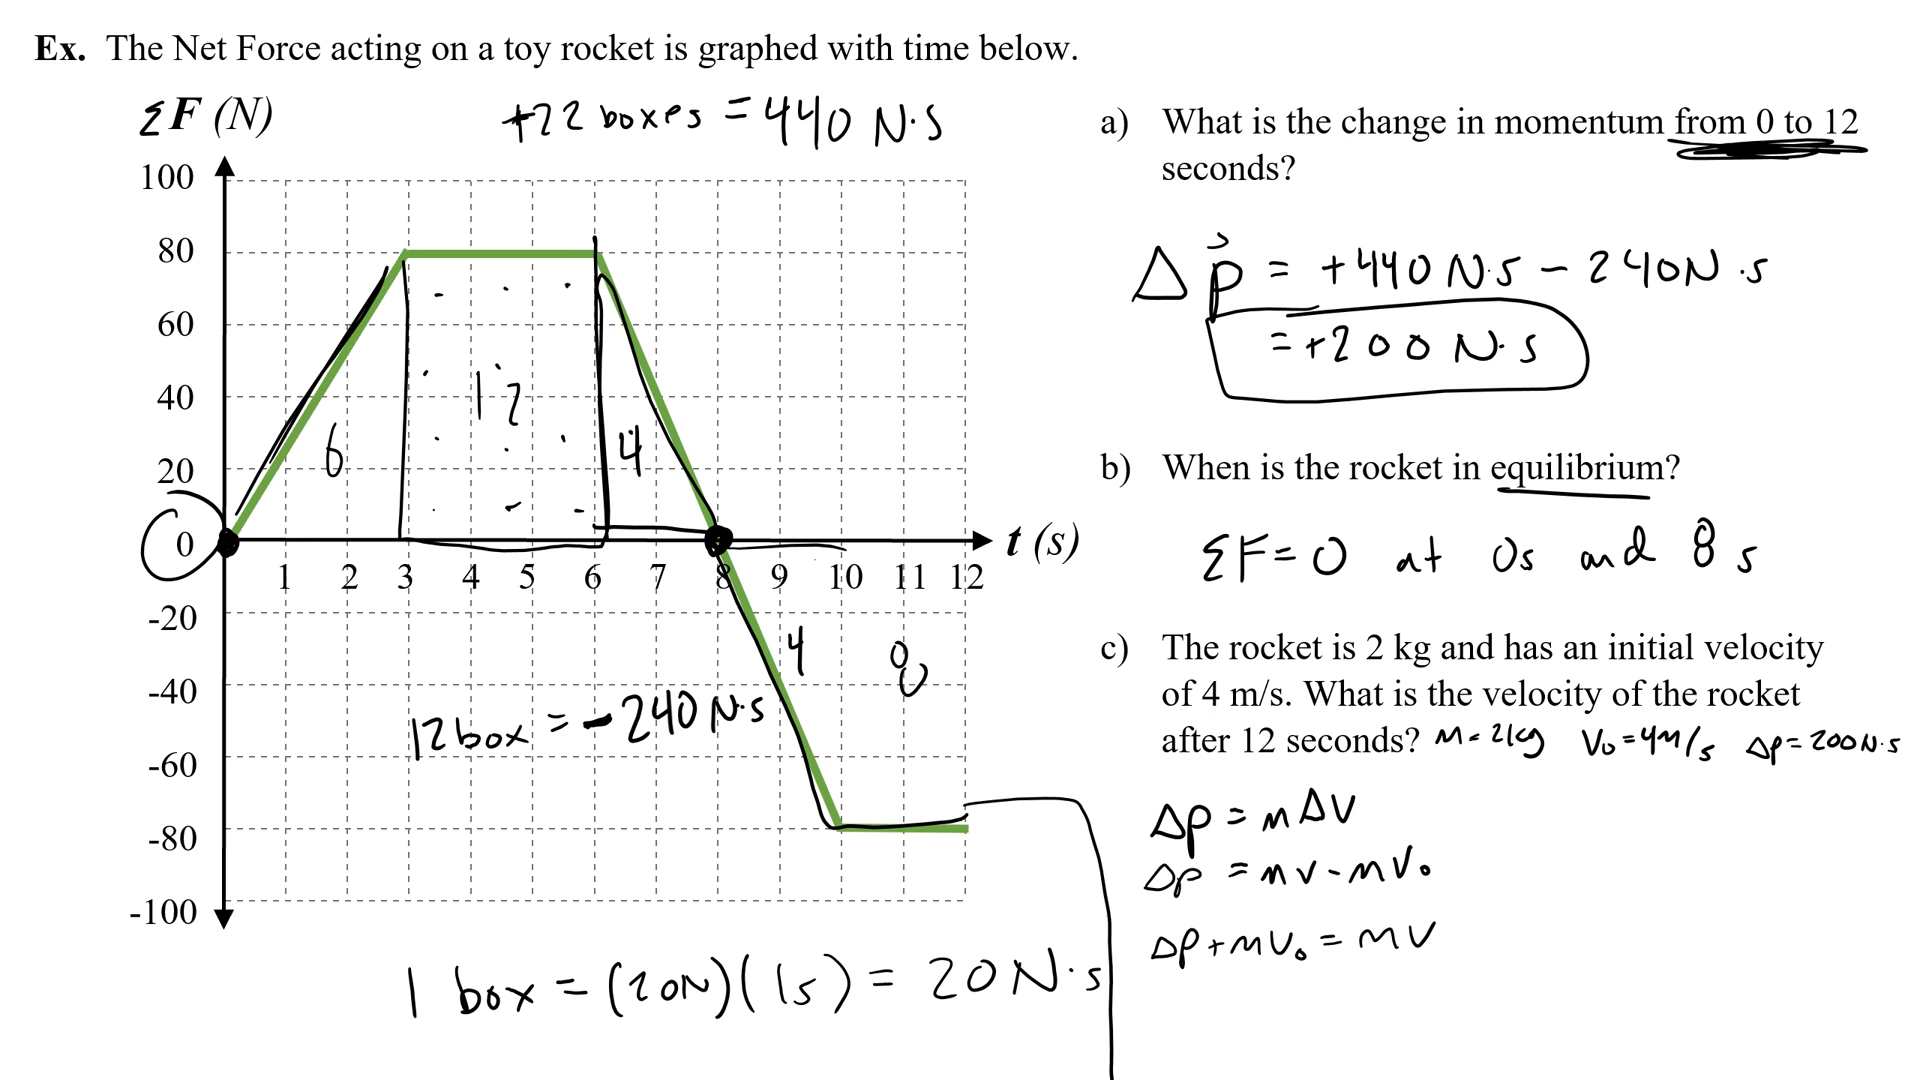 Ex. The Net Force acting on a toy rocket is graphed with time below.
ΣF (N)
+22 boxes = 440 N·s
100
80
60
40
20
0
-20
-40
-60
-80
-100
1 2 3 4 5 6 7 8 9 10 11 12
t (s)
6
12
4
4
8
12 box = -240 N·s
1 box = (20N)(1s) = 20 N·s
a) What is the change in momentum from 0 to 12
seconds?
Δp = +440 N·s - 240 N·s
= +200 N·s
b) When is the rocket in equilibrium?
ΣF = 0 at 0s and 8 s
c) The rocket is 2 kg and has an initial velocity
of 4 m/s. What is the velocity of the rocket
after 12 seconds? m = 2kg V₀ = 4m/s Δp = 200N·s
Δp = mΔV
Δp = mV - mV₀
Δp + mV₀ = mV